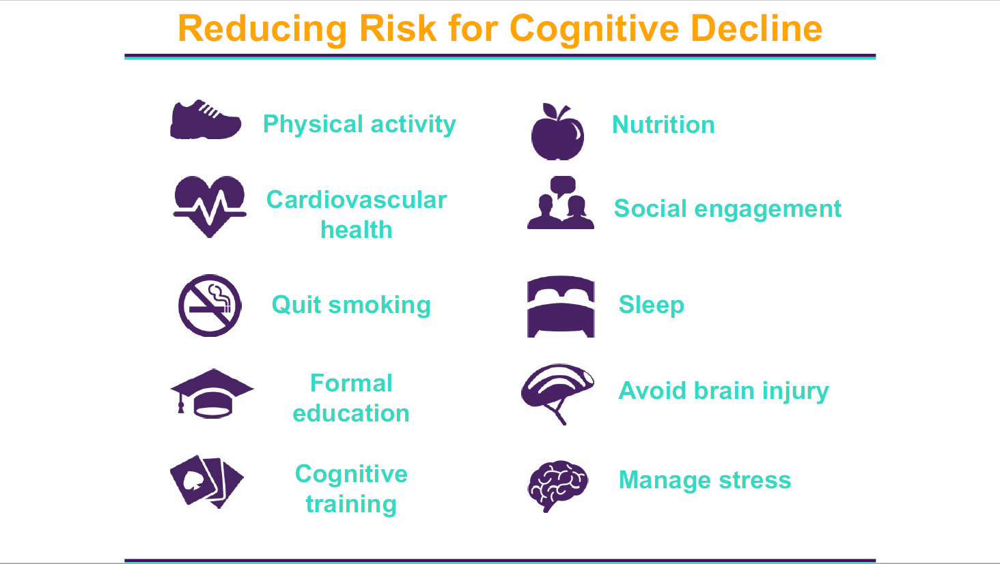 Reducing Risk for Cognitive Decline
Physical activity
Nutrition
Cardiovascular
health
Social engagement
Quit smoking
Sleep
Formal
education
Avoid brain injury
Cognitive
training
Manage stress